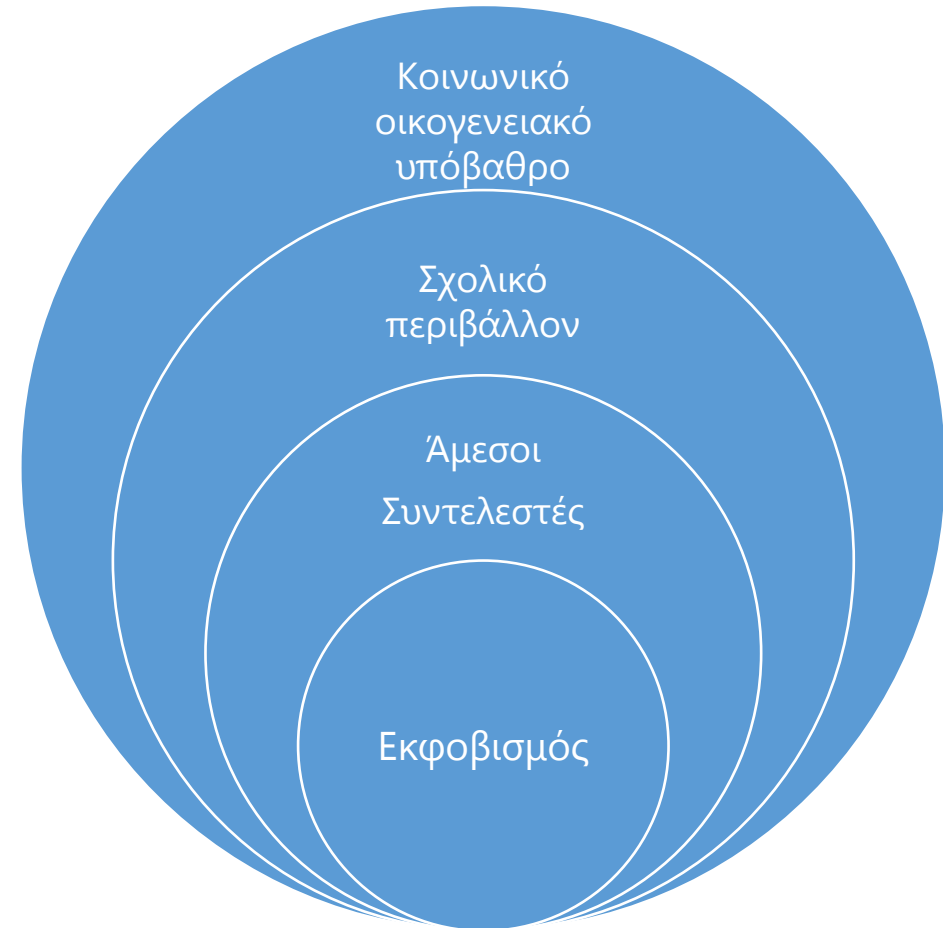 Κοινωνικό
οικογενειακό
υπόβαθρο
Σχολικό
περιβάλλον
Άμεσοι
Συντελεστές
Εκφοβισμός